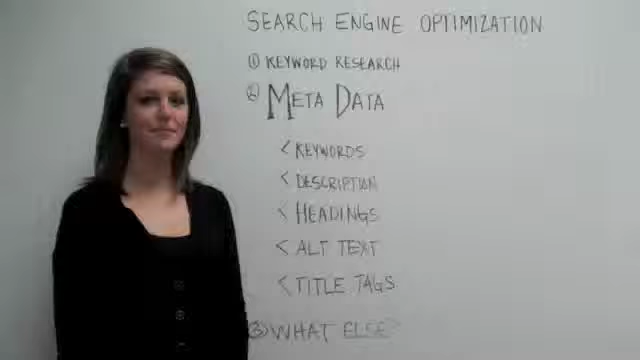 SEARCH ENGINE OPTIMIZATION
① KEYWORD RESEARCH
② META DATA
< KEYWORDS
< DESCRIPTION
< HEADINGS
< ALT TEXT
< TITLE TAGS
③ WHAT ELSE?